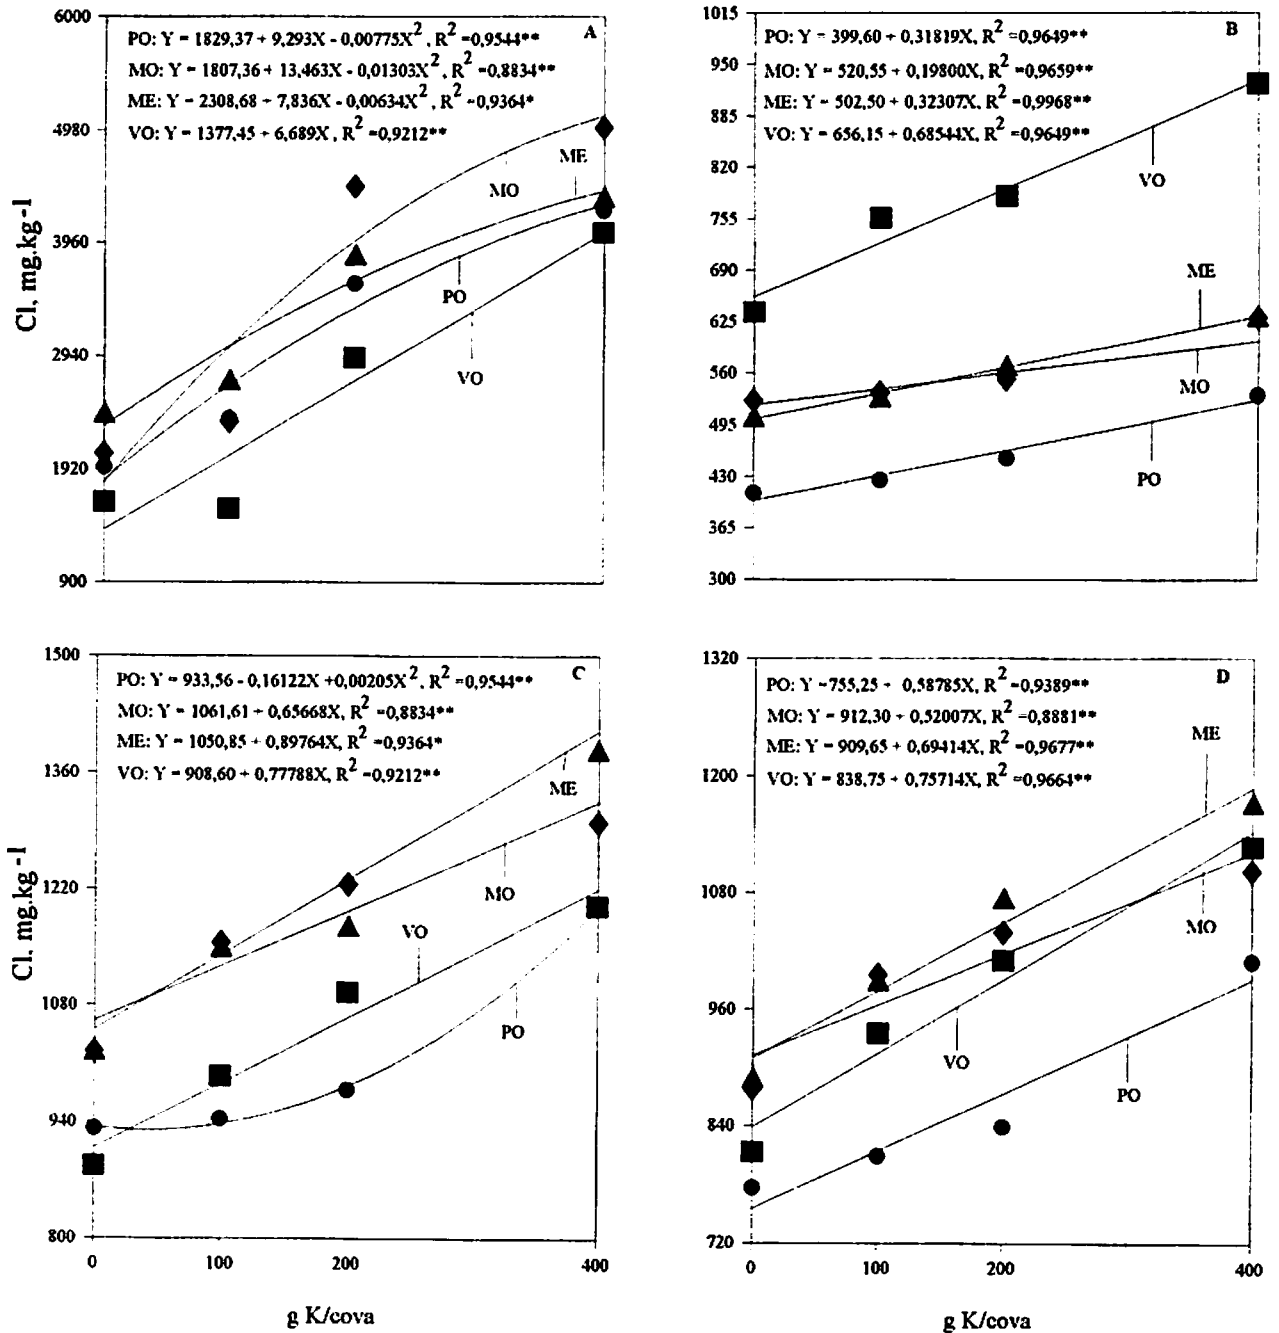 6000
PO: Y = 1829,37 + 9,293X - 0,00775X², R² =0,9544**
A
MO: Y = 1807,36 + 13,463X - 0,01303X², R² =0,8834**
ME: Y = 2308,68 + 7,836X - 0,00634X², R² =0,9364*
VO: Y = 1377,45 + 6,689X, R² =0,9212**
4980
3960
2940
1920
900
Cl, mg.kg⁻¹
ME
MO
PO
VO
1015
PO: Y = 399,60 + 0,31819X, R² =0,9649**
B
MO: Y = 520,55 + 0,19800X, R² =0,9659**
ME: Y = 502,50 + 0,32307X, R² =0,9968**
VO: Y = 656,15 + 0,68544X, R² =0,9649**
950
885
820
755
690
625
560
495
430
365
300
VO
ME
MO
PO
1500
PO: Y = 933,56 - 0,16122X +0,00205X², R² =0,9544**
C
MO: Y = 1061,61 + 0,65668X, R² =0,8834**
ME: Y = 1050,85 + 0,89764X, R² =0,9364*
VO: Y = 908,60 + 0,77788X, R² =0,9212**
1360
1220
1080
940
800
Cl, mg.kg⁻¹
ME
MO
VO
PO
0
100
200
400
g K/cova
1320
PO: Y =755,25 + 0,58785X, R² =0,9389**
D
MO: Y = 912,30 + 0,52007X, R² =0,8881**
ME: Y = 909,65 + 0,69414X, R² =0,9677**
VO: Y = 838,75 + 0,75714X, R² =0,9664**
1200
1080
960
840
720
ME
MO
VO
PO
0
100
200
400
g K/cova